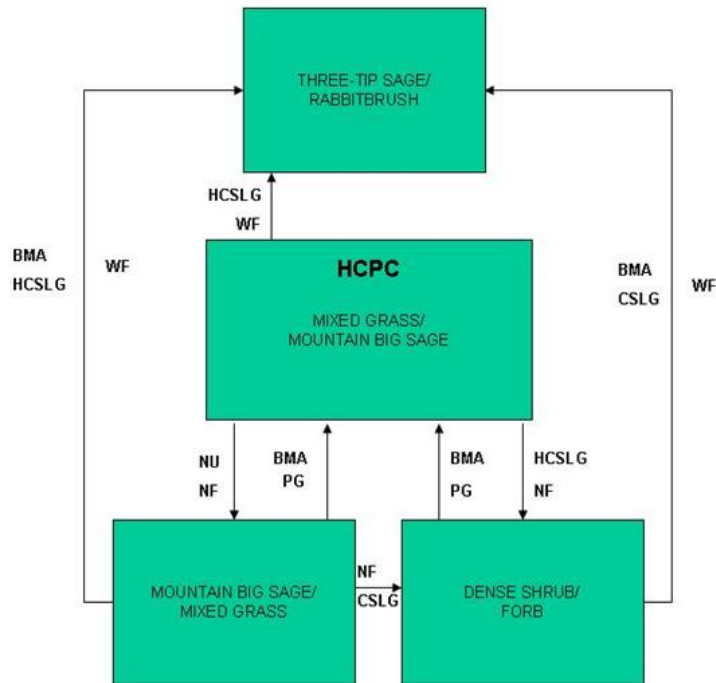 THREE-TIP SAGE/
RABBITBRUSH
HCSLG
WF
BMA
HCSLG
WF
BMA
CSLG
WF
HCPC
MIXED GRASS/
MOUNTAIN BIG SAGE
NU
NF
BMA
PG
BMA
PG
HCSLG
NF
MOUNTAIN BIG SAGE/
MIXED GRASS
NF
CSLG
DENSE SHRUB/
FORB